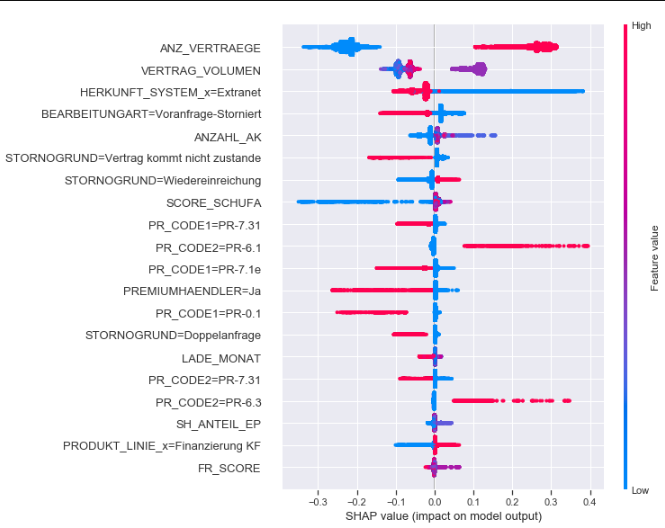 High
ANZ_VERTRAEGE
VERTRAG_VOLUMEN
HERKUNFT_SYSTEM_x=Extranet
BEARBEITUNGART=Voranfrage-Storniert
ANZAHL_AK
STORNOGRUND=Vertrag kommt nicht zustande
STORNOGRUND=Wiedereinreichung
SCORE_SCHUFA
PR_CODE1=PR-7.31
PR_CODE2=PR-6.1
PR_CODE1=PR-7.1e
PREMIUMHAENDLER=Ja
PR_CODE1=PR-0.1
STORNOGRUND=Doppelanfrage
LADE_MONAT
PR_CODE2=PR-7.31
PR_CODE2=PR-6.3
SH_ANTEIL_EP
PRODUKT_LINIE_x=Finanzierung KF
FR_SCORE
Feature value
Low
−0.3 −0.2 −0.1 0.0 0.1 0.2 0.3 0.4
SHAP value (impact on model output)